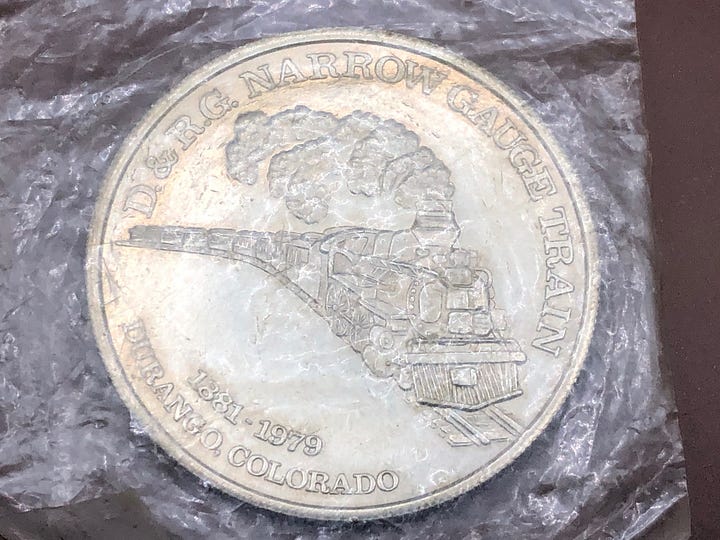 D. & R.G. NARROW GAUGE TRAIN
1881-1979
DURANGO, COLORADO